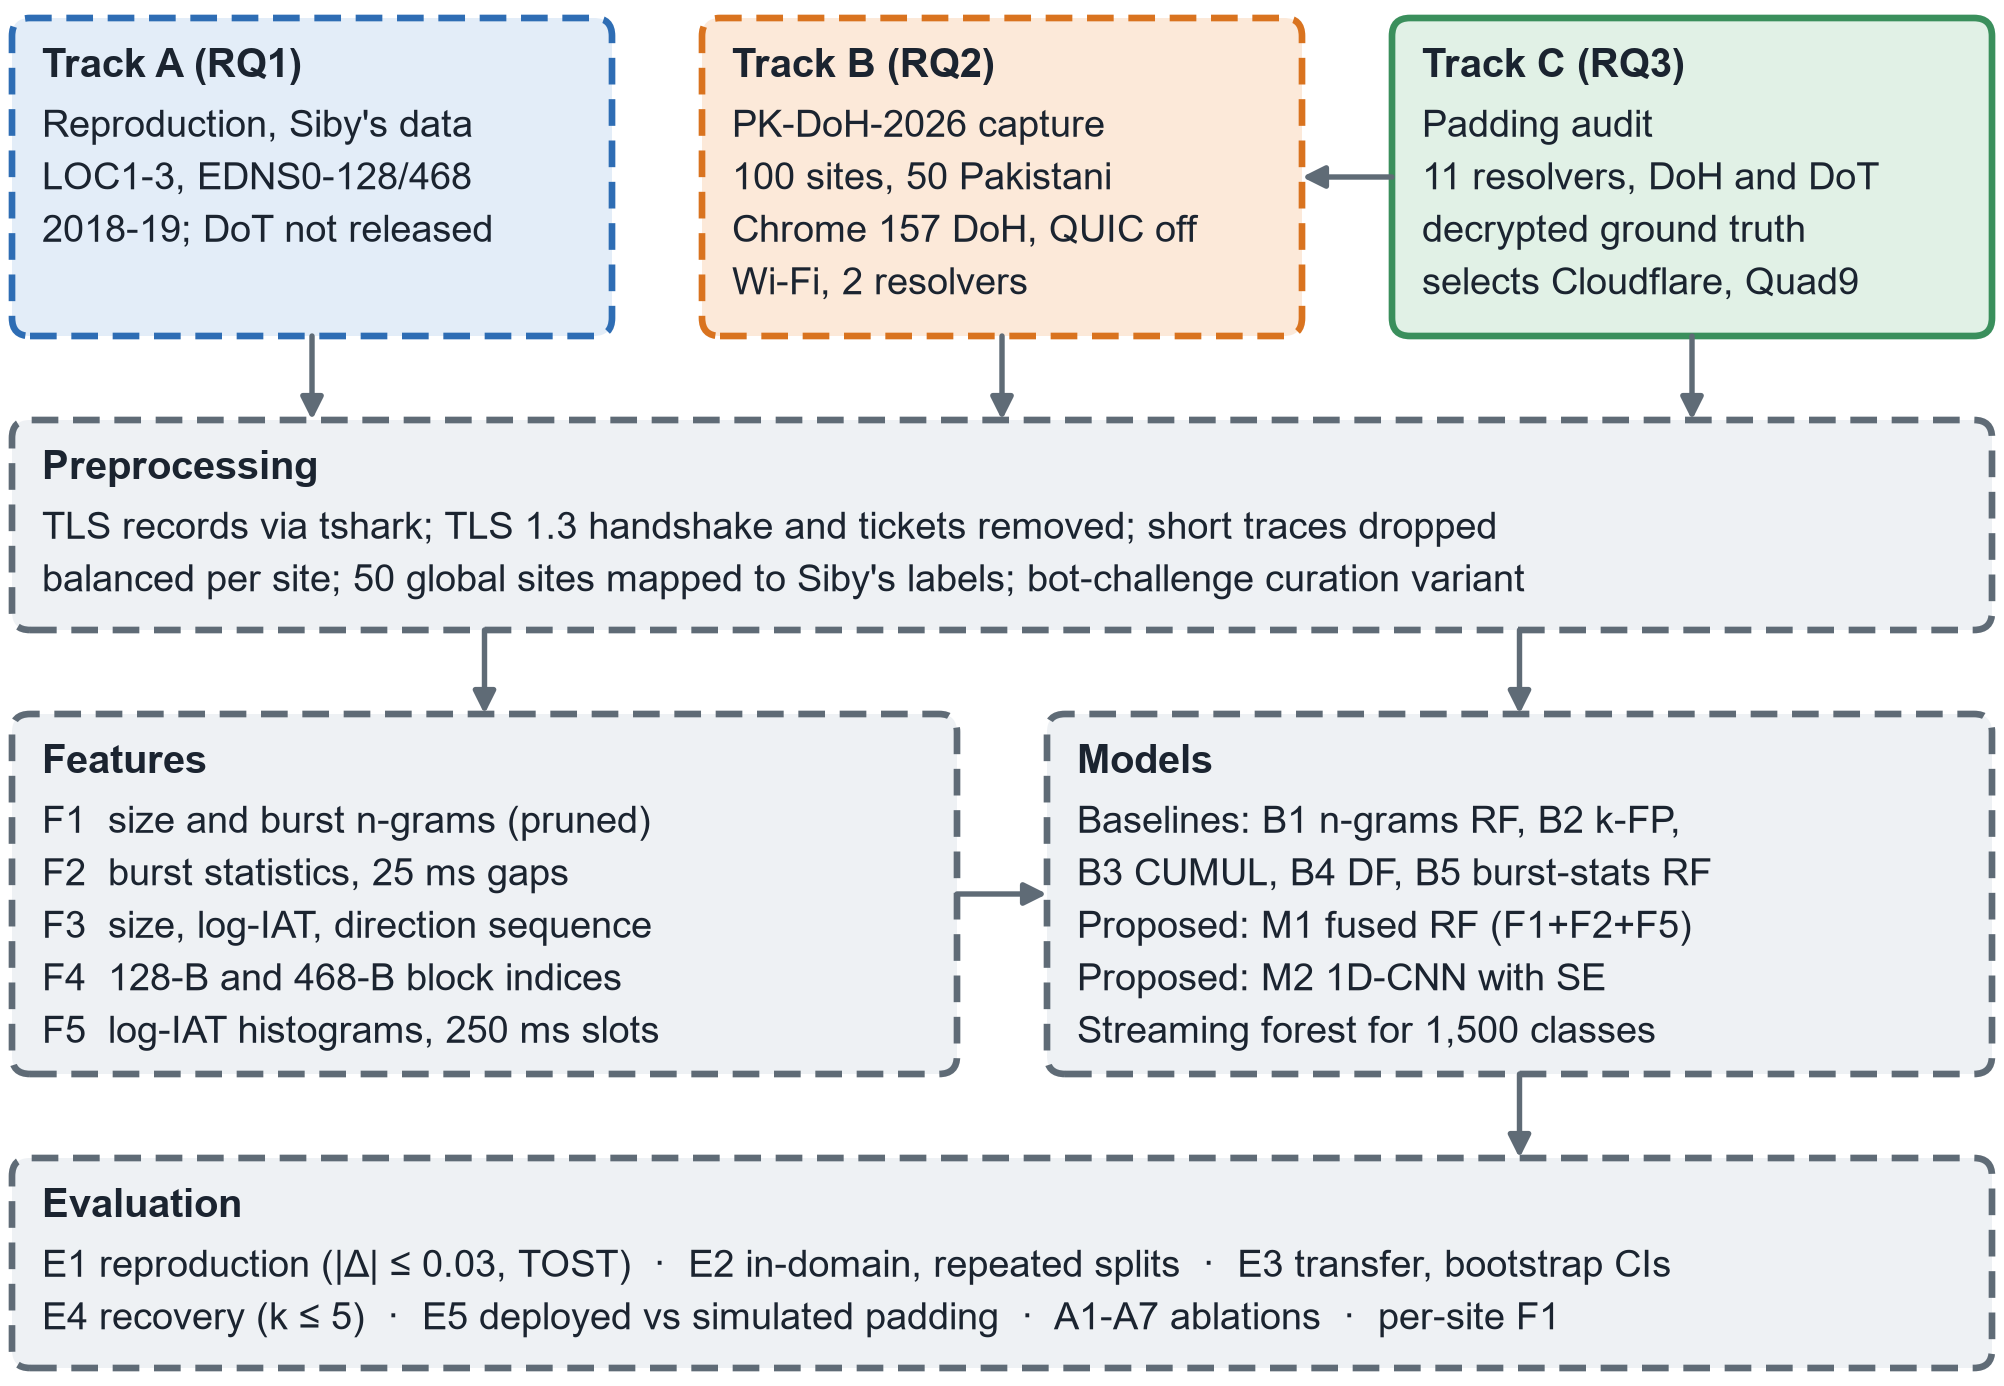 Track A (RQ1)
Reproduction, Siby's data
LOC1-3, EDNS0-128/468
2018-19; DoT not released
Track B (RQ2)
PK-DoH-2026 capture
100 sites, 50 Pakistani
Chrome 157 DoH, QUIC off
Wi-Fi, 2 resolvers
Track C (RQ3)
Padding audit
11 resolvers, DoH and DoT
decrypted ground truth
selects Cloudflare, Quad9
Preprocessing
TLS records via tshark; TLS 1.3 handshake and tickets removed; short traces dropped
balanced per site; 50 global sites mapped to Siby's labels; bot-challenge curation variant
Features
F1 size and burst n-grams (pruned)
F2 burst statistics, 25 ms gaps
F3 size, log-IAT, direction sequence
F4 128-B and 468-B block indices
F5 log-IAT histograms, 250 ms slots
Models
Baselines: B1 n-grams RF, B2 k-FP,
B3 CUMUL, B4 DF, B5 burst-stats RF
Proposed: M1 fused RF (F1+F2+F5)
Proposed: M2 1D-CNN with SE
Streaming forest for 1,500 classes
Evaluation
E1 reproduction (|Δ| ≤ 0.03, TOST) · E2 in-domain, repeated splits · E3 transfer, bootstrap CIs
E4 recovery (k ≤ 5) · E5 deployed vs simulated padding · A1-A7 ablations · per-site F1